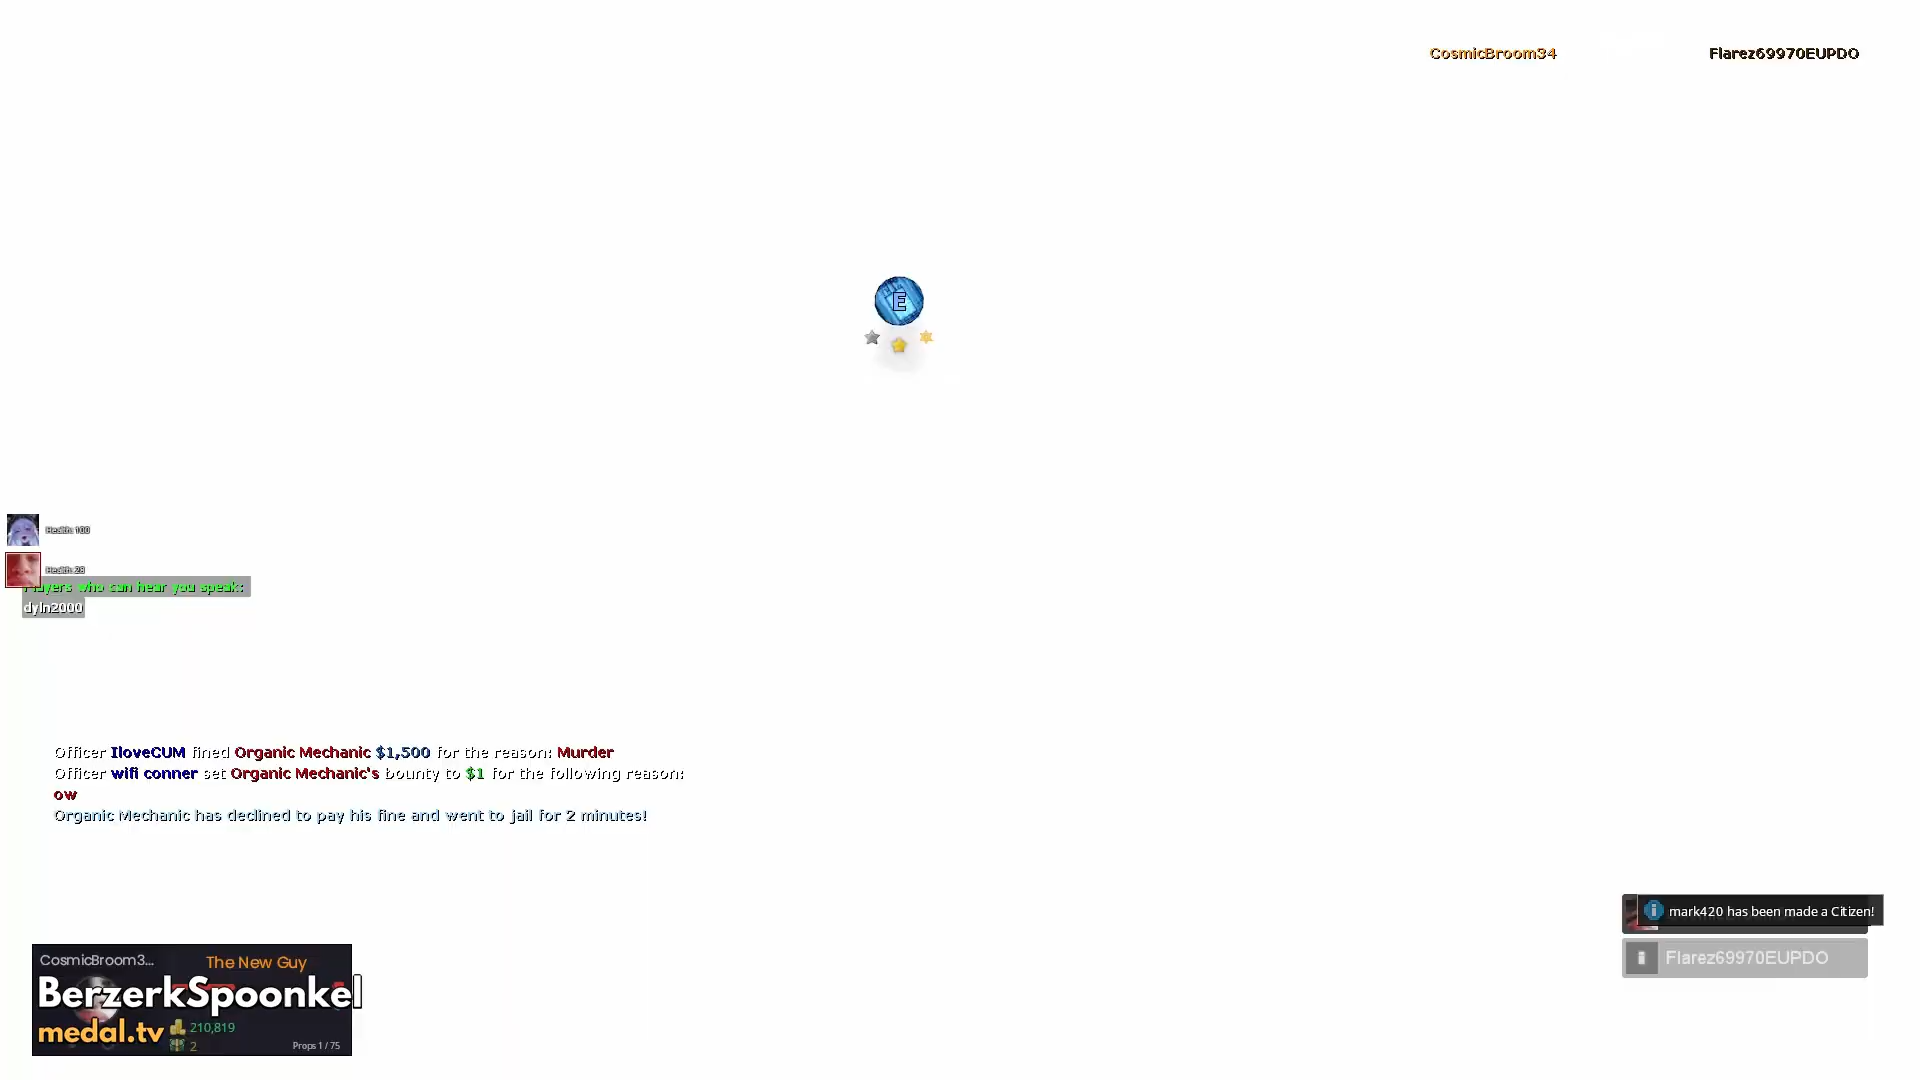 CosmicBroom34
Flarez69970EUPDO
E
Health: 100
Health: 28
Players who can hear you speak:
dyln2000
Officer IloveCUM fined Organic Mechanic $1,500 for the reason: Murder
Officer wifi conner set Organic Mechanic's bounty to $1 for the following reason:
ow
Organic Mechanic has declined to pay his fine and went to jail for 2 minutes!
mark420 has been made a Citizen!
Flarez69970EUPDO
CosmicBroom3...
The New Guy
BerzerkSpoonkel
medal.tv
210,819
2
Props 1 / 75